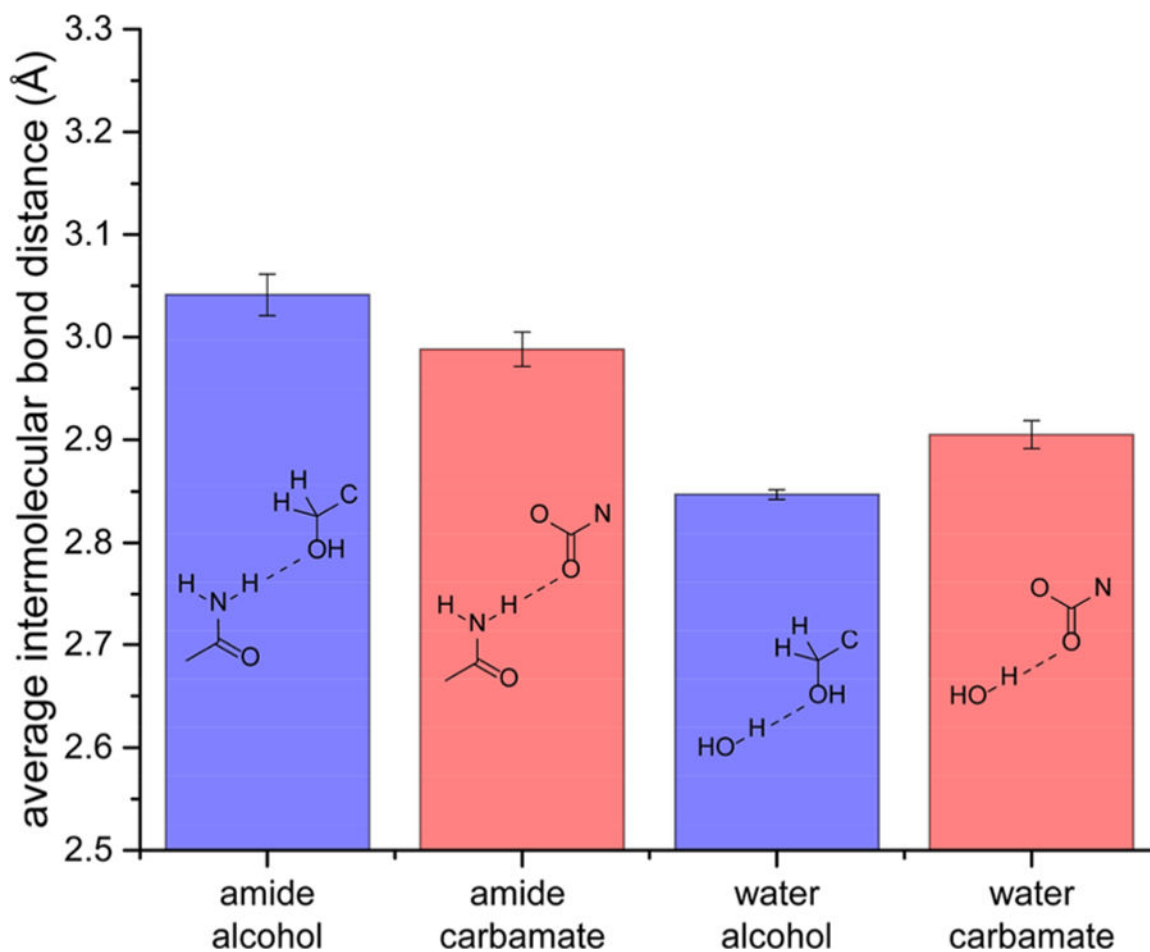 average intermolecular bond distance (Å)
3.3
3.2
3.1
3.0
2.9
2.8
2.7
2.6
2.5
H
H
C
OH
H
H
N
O
O
N
O
H
H
N
O
H
H
C
OH
H
HO
O
N
O
H
HO
amide
alcohol
amide
carbamate
water
alcohol
water
carbamate